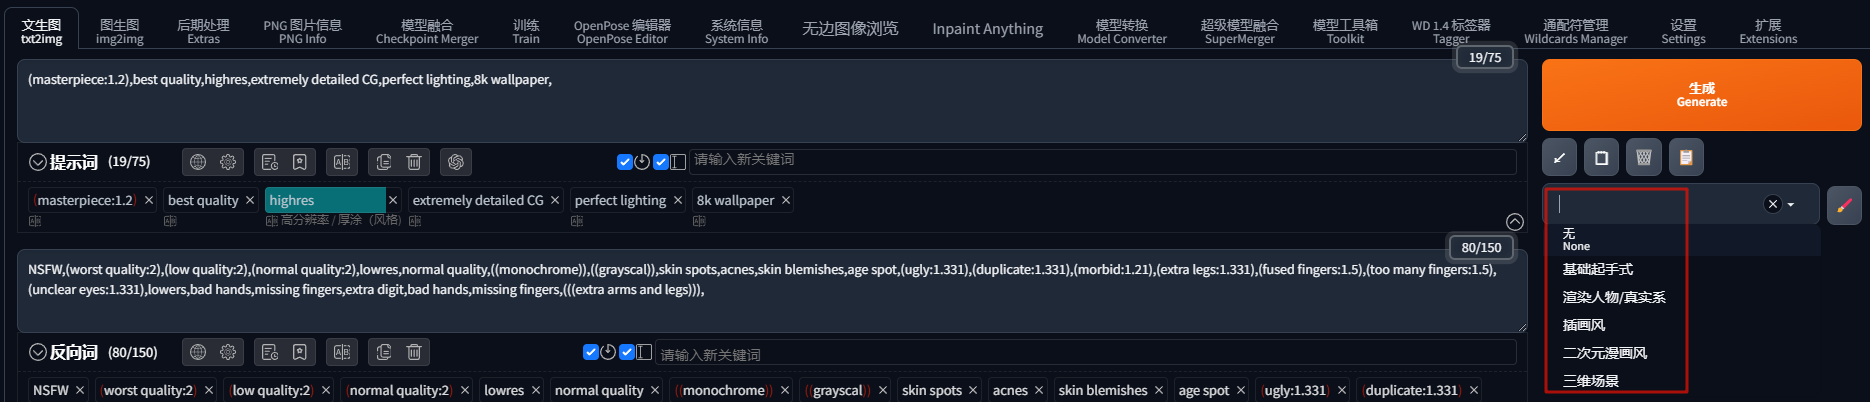 文生图 图生图 后期处理 PNG 图片信息 模型融合 训练 OpenPose 编辑器 系统信息 无边图像浏览 Inpaint Anything 模型转换 超级模型融合 模型工具箱 WD 1.4 标签器 通配符管理 设置 扩展
txt2img img2img Extras PNG Info Checkpoint Merger Train OpenPose Editor System Info Model Converter SuperMerger Toolkit Tagger Wildcards Manager Settings Extensions
19/75
(masterpiece:1.2),best quality,highres,extremely detailed CG,perfect lighting,8k wallpaper,
生成
Generate
提示词 (19/75) 请输入新关键词
(masterpiece:1.2) × best quality × highres × extremely detailed CG × perfect lighting × 8k wallpaper ×
高分辨率 / 厚涂（风格)
80/150
NSFW,(worst quality:2),(low quality:2),(normal quality:2),lowres,normal quality,((monochrome)),((grayscal)),skin spots,acnes,skin blemishes,age spot,(ugly:1.331),(duplicate:1.331),(morbid:1.21),(extra legs:1.331),(fused fingers:1.5),(too many fingers:1.5),
(unclear eyes:1.331),lowers,bad hands,missing fingers,extra digit,bad hands,missing fingers,(((extra arms and legs))),
反向词 (80/150) 请输入新关键词
NSFW × (worst quality:2) × (low quality:2) × (normal quality:2) × lowres × normal quality × ((monochrome)) × ((grayscal)) × skin spots × acnes × skin blemishes × age spot × (ugly:1.331) × (duplicate:1.331) ×
无
None
基础起手式
渲染人物/真实系
插画风
二次元漫画风
三维场景